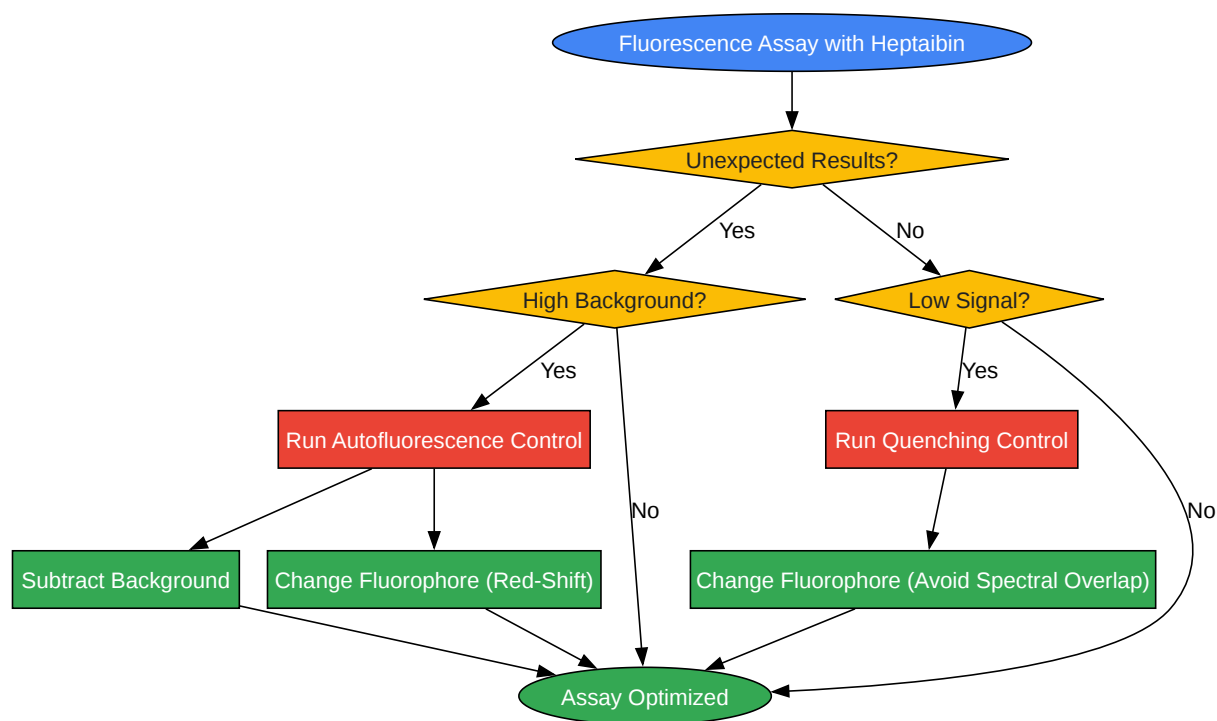 Fluorescence Assay with Heptaibin
Unexpected Results?
Yes
No
High Background?
Low Signal?
Yes
Yes
Run Autofluorescence Control
Run Quenching Control
No
No
Subtract Background
Change Fluorophore (Red-Shift)
Change Fluorophore (Avoid Spectral Overlap)
Assay Optimized